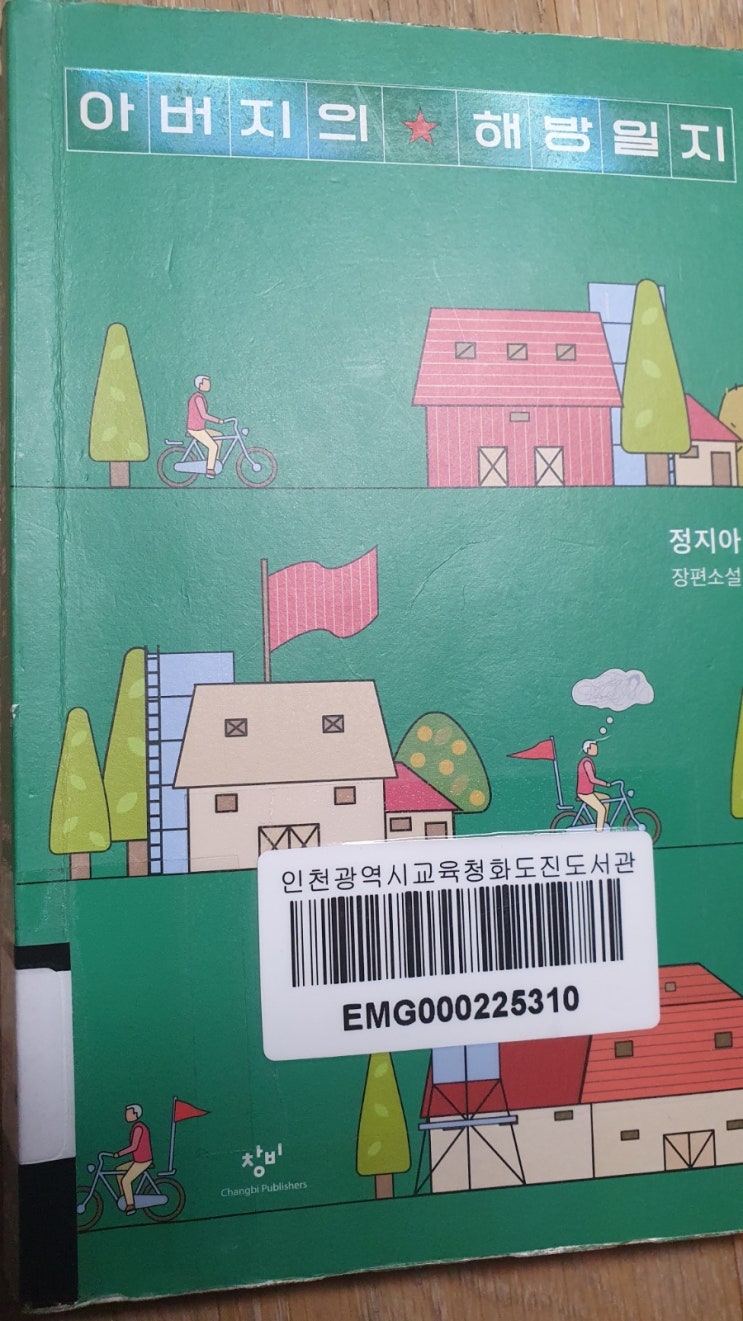 아버지의★해방일지
정지아
장편소설
인천광역시교육청화도진도서관
EMG000225310
창비
Changbi Publishers